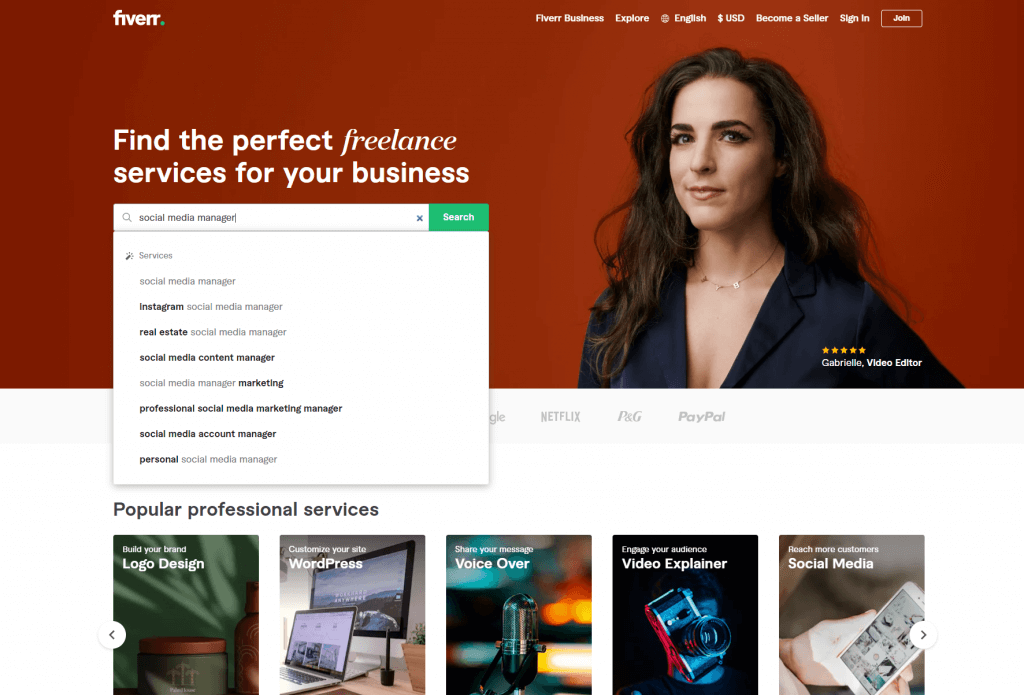 fiverr.
Fiverr Business
Explore
English
$ USD
Become a Seller
Sign In
Join
Find the perfect freelance
services for your business
social media manager
Search
Services
social media manager
instagram social media manager
real estate social media manager
social media content manager
social media manager marketing
professional social media marketing manager
social media account manager
personal social media manager
Gabrielle, Video Editor
gle
NETFLIX
P&G
PayPal
Popular professional services
Build your brand
Logo Design
Customize your site
WordPress
Share your message
Voice Over
Engage your audience
Video Explainer
Reach more customers
Social Media